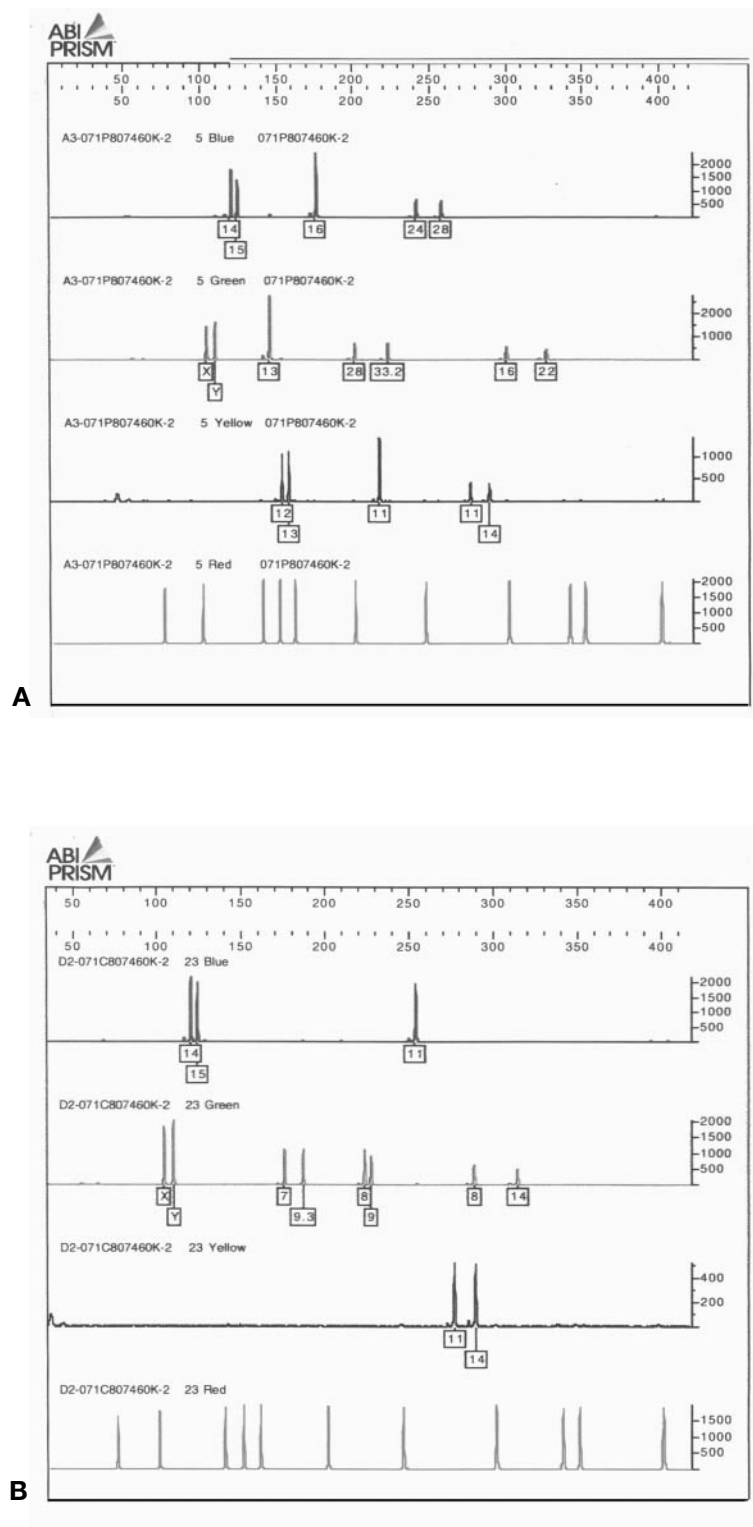 ABI
PRISM
50 100 150 200 250 300 350 400
50 100 150 200 250 300 350 400
A3-071P807460K-2 5 Blue 071P807460K-2
2000
1500
1000
500
14 16 24 28
15
A3-071P807460K-2 5 Green 071P807460K-2
2000
1000
X 13 28 33.2 16 22
Y
A3-071P807460K-2 5 Yellow 071P807460K-2
1000
500
12 11 11
13 14
A3-071P807460K-2 5 Red 071P807460K-2
2000
1500
1000
500
A
ABI
PRISM
50 100 150 200 250 300 350 400
50 100 150 200 250 300 350 400
D2-071C807460K-2 23 Blue
2000
1500
1000
500
14 11
15
D2-071C807460K-2 23 Green
2000
1500
1000
500
X 7 8 8 14
Y 9.3 9
D2-071C807460K-2 23 Yellow
400
200
11
14
D2-071C807460K-2 23 Red
1500
1000
500
B